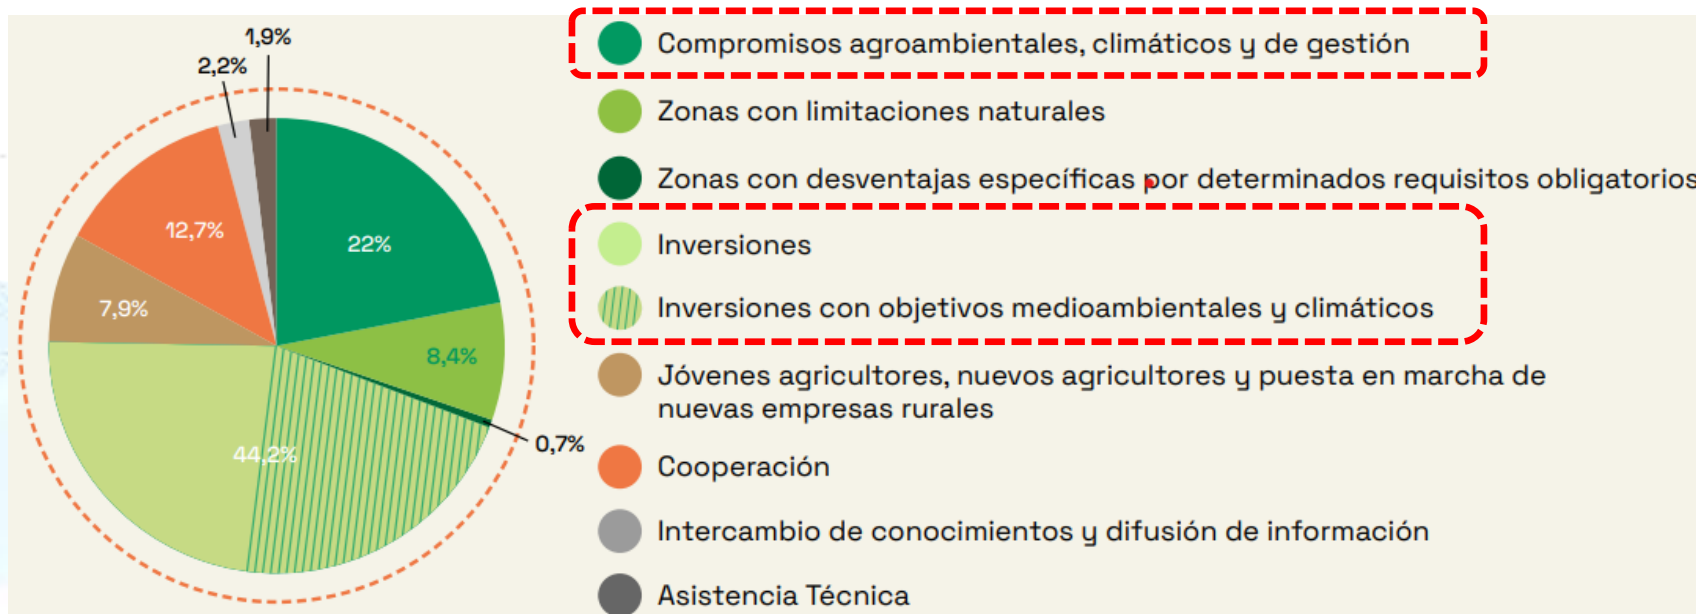 1,9%
2,2%
12,7%
22%
7,9%
8,4%
44,2%
0,7%
Compromisos agroambientales, climáticos y de gestión
Zonas con limitaciones naturales
Zonas con desventajas específicas por determinados requisitos obligatorios
Inversiones
Inversiones con objetivos medioambientales y climáticos
Jóvenes agricultores, nuevos agricultores y puesta en marcha de
nuevas empresas rurales
Cooperación
Intercambio de conocimientos y difusión de información
Asistencia Técnica